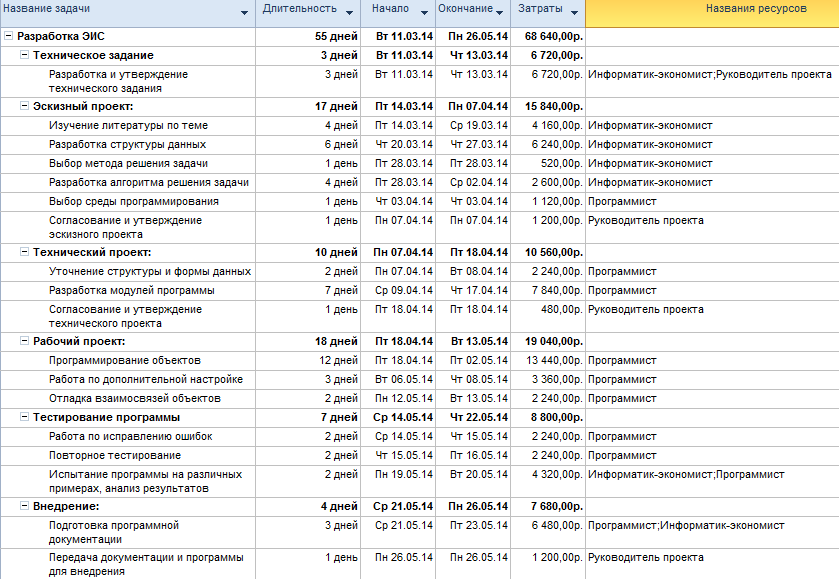 Название задачи Длительность Начало Окончание Затраты Названия ресурсов
Разработка ЭИС 55 дней Вт 11.03.14 Пн 26.05.14 68 640,00р.
Техническое задание 3 дней Вт 11.03.14 Чт 13.03.14 6 720,00р.
Разработка и утверждение 3 дней Вт 11.03.14 Чт 13.03.14 6 720,00р. Информатик-экономист;Руководитель проекта
технического задания
Эскизный проект: 17 дней Пт 14.03.14 Пн 07.04.14 15 840,00р.
Изучение литературы по теме 4 дней Пт 14.03.14 Ср 19.03.14 4 160,00р. Информатик-экономист
Разработка структуры данных 6 дней Чт 20.03.14 Чт 27.03.14 6 240,00р. Информатик-экономист
Выбор метода решения задачи 1 день Пт 28.03.14 Пт 28.03.14 520,00р. Информатик-экономист
Разработка алгоритма решения задачи 4 дней Пт 28.03.14 Ср 02.04.14 2 600,00р. Информатик-экономист
Выбор среды программирования 1 день Чт 03.04.14 Чт 03.04.14 1 120,00р. Программист
Согласование и утверждение 1 день Пн 07.04.14 Пн 07.04.14 1 200,00р. Руководитель проекта
эскизного проекта
Технический проект: 10 дней Пн 07.04.14 Пт 18.04.14 10 560,00р.
Уточнение структуры и формы данных 2 дней Пн 07.04.14 Вт 08.04.14 2 240,00р. Программист
Разработка модулей программы 7 дней Ср 09.04.14 Чт 17.04.14 7 840,00р. Программист
Согласование и утверждение 1 день Пт 18.04.14 Пт 18.04.14 480,00р. Руководитель проекта
технического проекта
Рабочий проект: 18 дней Пт 18.04.14 Вт 13.05.14 19 040,00р.
Программирование объектов 12 дней Пт 18.04.14 Пт 02.05.14 13 440,00р. Программист
Работа по дополнительной настройке 3 дней Вт 06.05.14 Чт 08.05.14 3 360,00р. Программист
Отладка взаимосвязей объектов 2 дней Пн 12.05.14 Вт 13.05.14 2 240,00р. Программист
Тестирование программы 7 дней Ср 14.05.14 Чт 22.05.14 8 800,00р.
Работа по исправлению ошибок 2 дней Ср 14.05.14 Чт 15.05.14 2 240,00р. Программист
Повторное тестирование 2 дней Чт 15.05.14 Пт 16.05.14 2 240,00р. Программист
Испытание программы на различных 2 дней Пн 19.05.14 Вт 20.05.14 4 320,00р. Информатик-экономист;Программист
примерах, анализ результатов
Внедрение: 4 дней Ср 21.05.14 Пн 26.05.14 7 680,00р.
Подготовка программной 3 дней Ср 21.05.14 Пт 23.05.14 6 480,00р. Программист;Информатик-экономист
документации
Передача документации и программы 1 день Пн 26.05.14 Пн 26.05.14 1 200,00р. Руководитель проекта
для внедрения